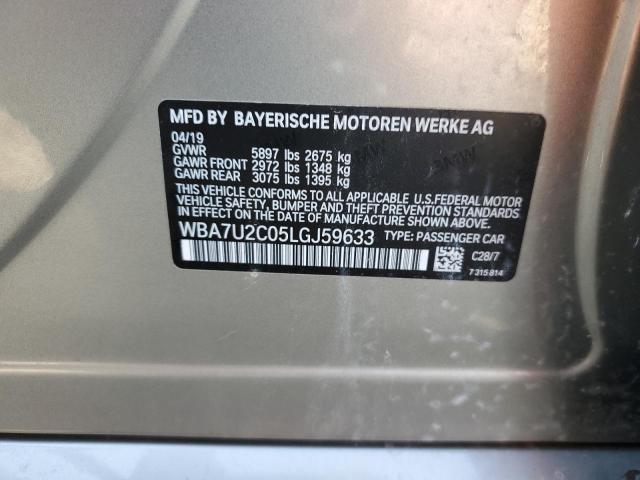 MFD BY BAYERISCHE MOTOREN WERKE AG
04/19
GVWR 5897 lbs 2675 kg
GAWR FRONT 2972 lbs 1348 kg
GAWR REAR 3075 lbs 1395 kg
THIS VEHICLE CONFORMS TO ALL APPLICABLE U.S.FEDERAL MOTOR
VEHICLE SAFETY, BUMPER AND THEFT PREVENTION STANDARDS
IN EFFECT ON THE DATE OF MANUFACTURE SHOWN ABOVE.
WBA7U2C05LGJ59633 TYPE: PASSENGER CAR
C28/7
7 315 814